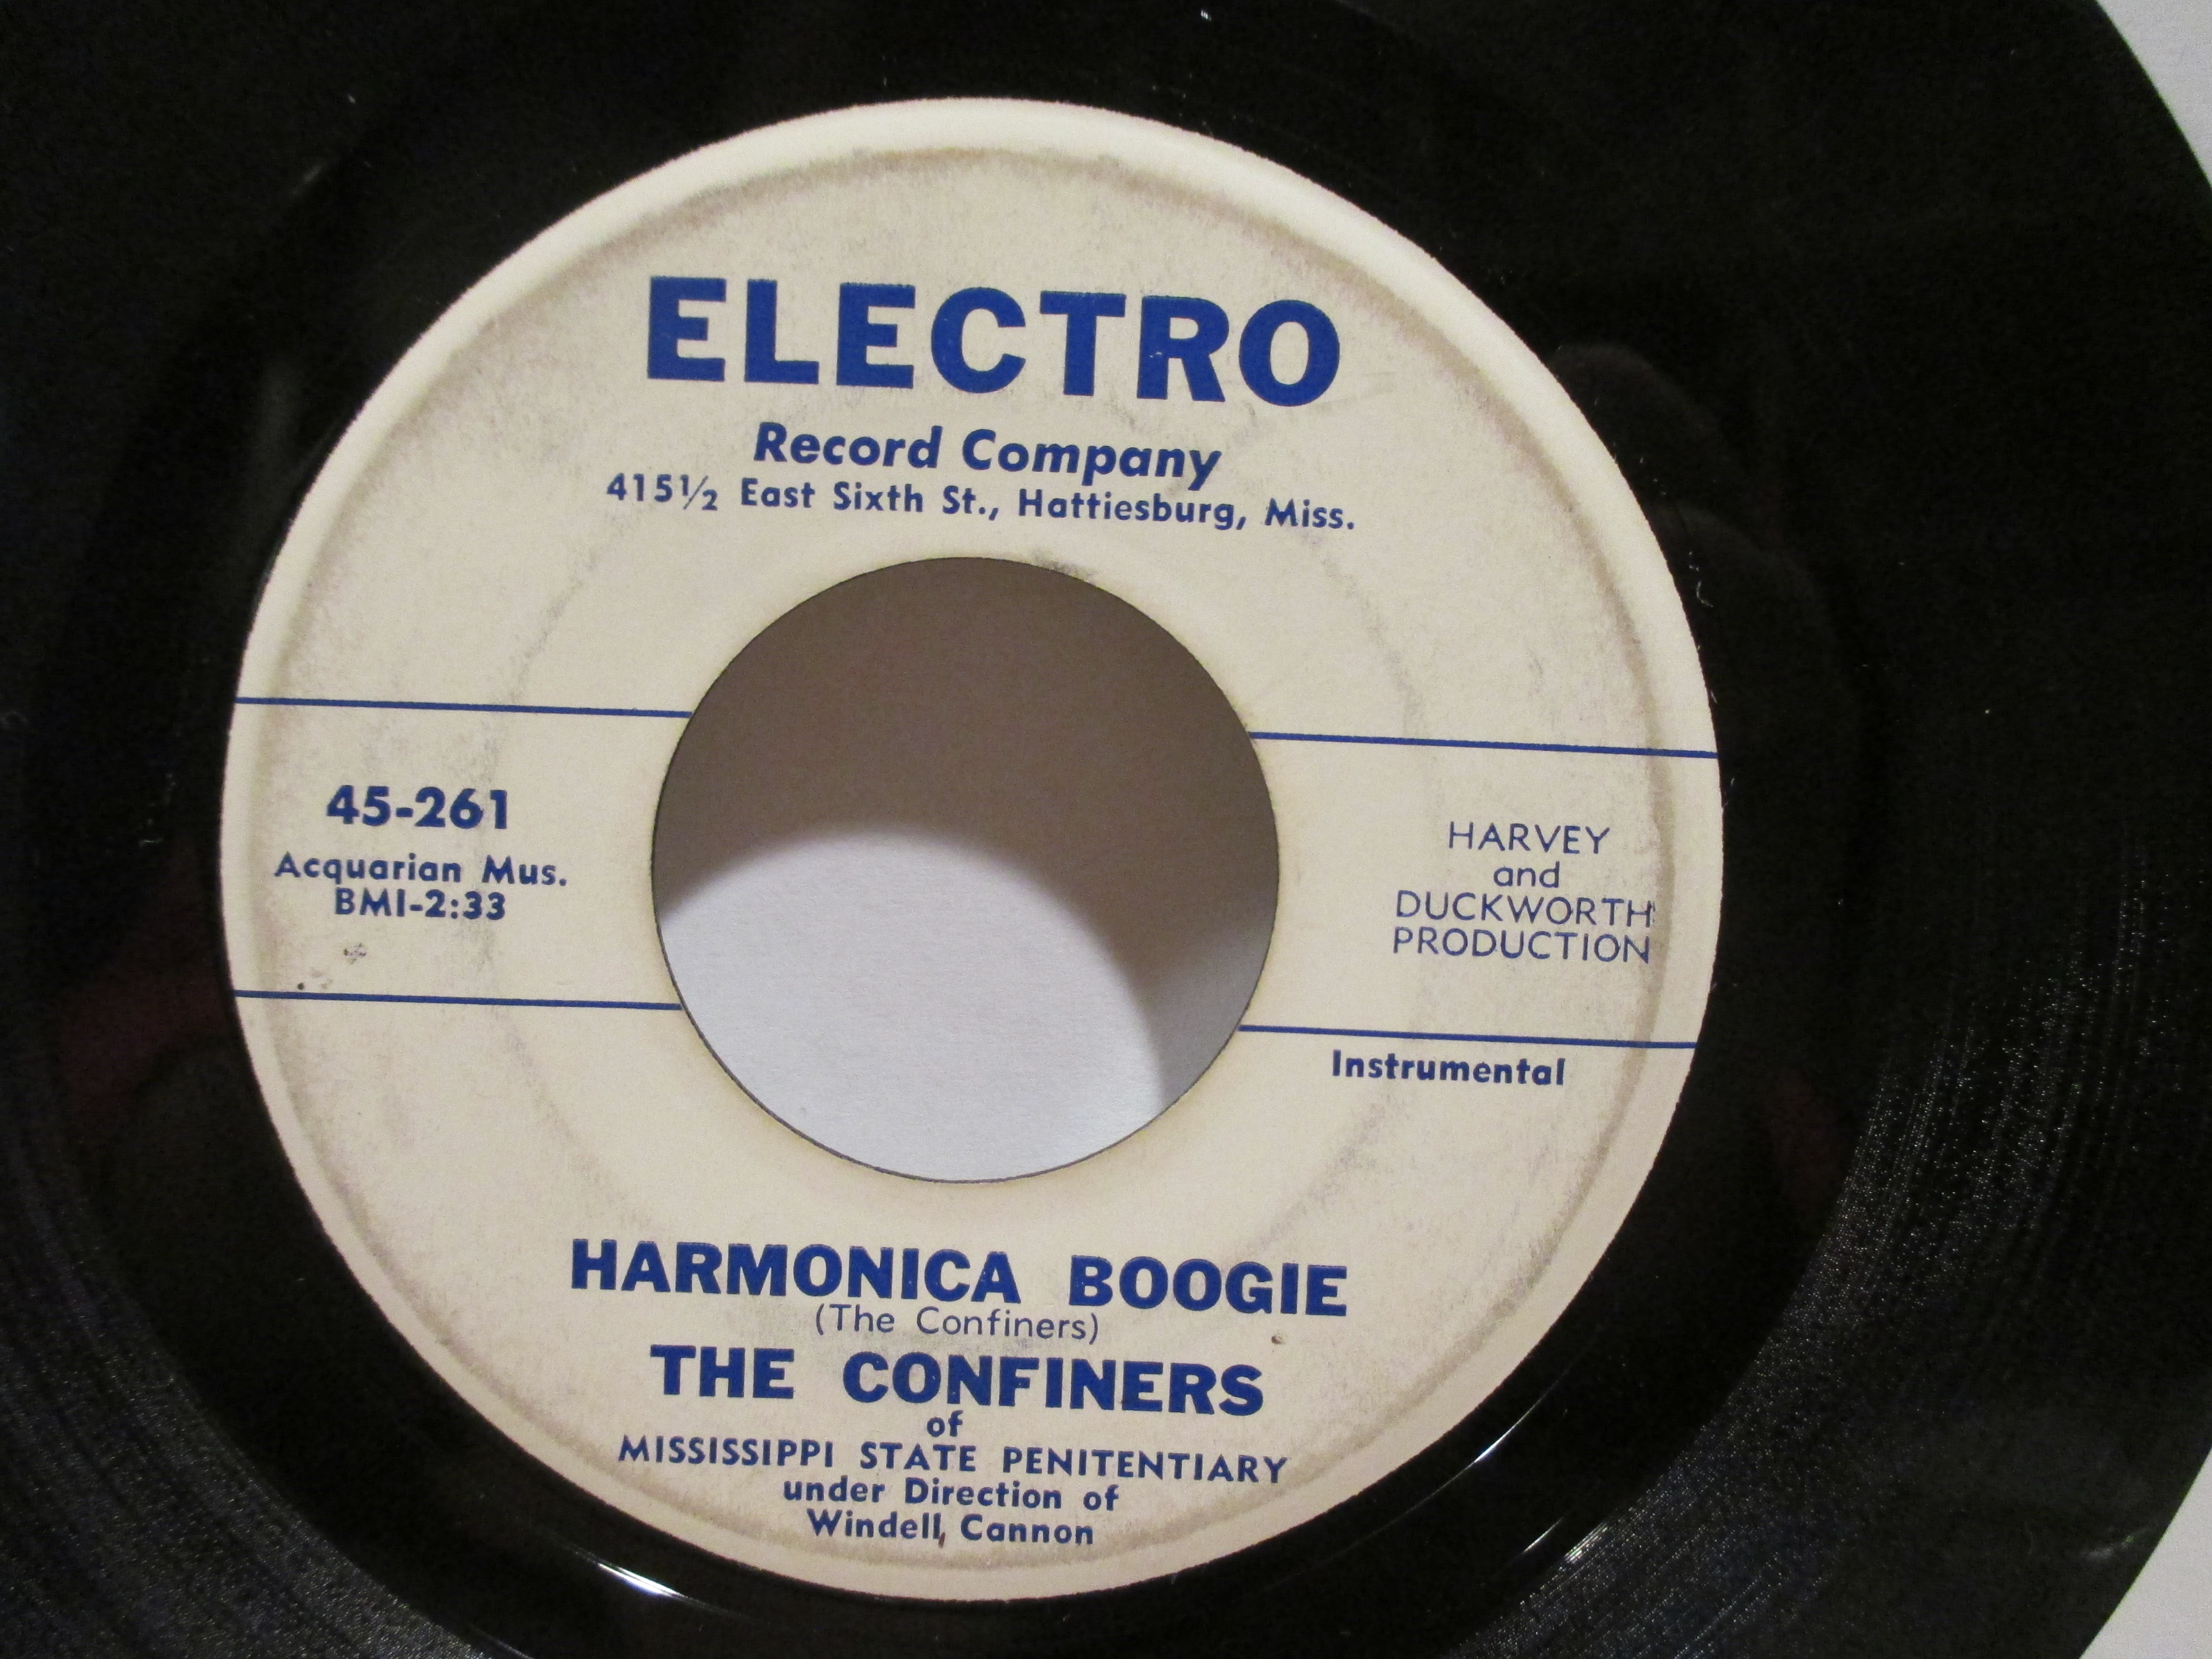 ELECTRO
Record Company
415½ East Sixth St., Hattiesburg, Miss.
45-261
Acquarian Mus.
BMI-2:33
HARVEY
and
DUCKWORTH
PRODUCTION
Instrumental
HARMONICA BOOGIE
(The Confiners)
THE CONFINERS
of
MISSISSIPPI STATE PENITENTIARY
under Direction of
Windell Cannon